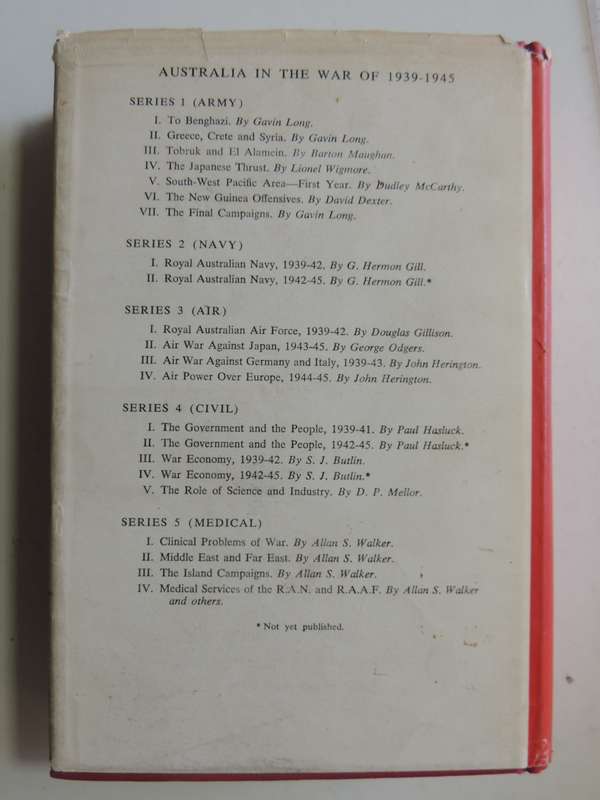 AUSTRALIA IN THE WAR OF 1939-1945
SERIES 1 (ARMY)
I. To Benghazi. By Gavin Long.
II. Greece, Crete and Syria. By Gavin Long.
III. Tobruk and El Alamein. By Barton Maughan.
IV. The Japanese Thrust. By Lionel Wigmore.
V. South-West Pacific Area—First Year. By Dudley McCarthy.
VI. The New Guinea Offensives. By David Dexter.
VII. The Final Campaigns. By Gavin Long.
SERIES 2 (NAVY)
I. Royal Australian Navy, 1939-42. By G. Hermon Gill.
II. Royal Australian Navy, 1942-45. By G. Hermon Gill.*
SERIES 3 (AIR)
I. Royal Australian Air Force, 1939-42. By Douglas Gillison.
II. Air War Against Japan, 1943-45. By George Odgers.
III. Air War Against Germany and Italy, 1939-43. By John Herington.
IV. Air Power Over Europe, 1944-45. By John Herington.
SERIES 4 (CIVIL)
I. The Government and the People, 1939-41. By Paul Hasluck.
II. The Government and the People, 1942-45. By Paul Hasluck.*
III. War Economy, 1939-42. By S. J. Butlin.
IV. War Economy, 1942-45. By S. J. Butlin.*
V. The Role of Science and Industry. By D. P. Mellor.
SERIES 5 (MEDICAL)
I. Clinical Problems of War. By Allan S. Walker.
II. Middle East and Far East. By Allan S. Walker.
III. The Island Campaigns. By Allan S. Walker.
IV. Medical Services of the R.A.N. and R.A.A.F. By Allan S. Walker
and others.
* Not yet published.